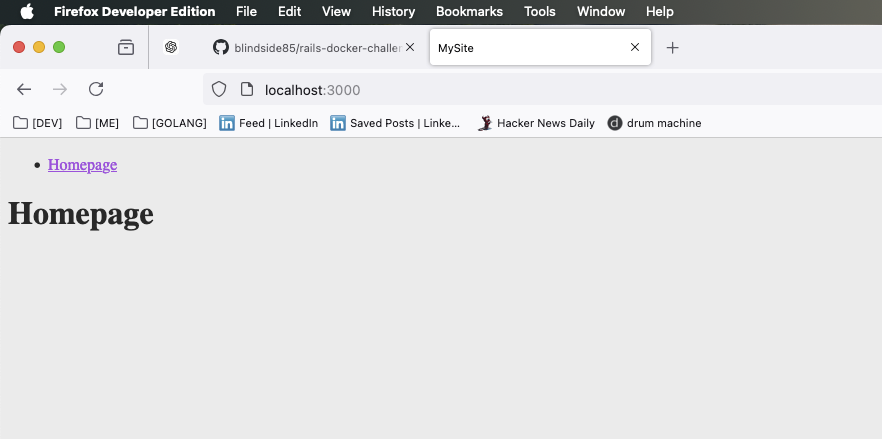 Firefox Developer Edition File Edit View History Bookmarks Tools Window Help
blindside85/rails-docker-challen MySite
localhost:3000
[DEV] [ME] [GOLANG] Feed | LinkedIn Saved Posts | Linke... Hacker News Daily drum machine
Homepage
Homepage